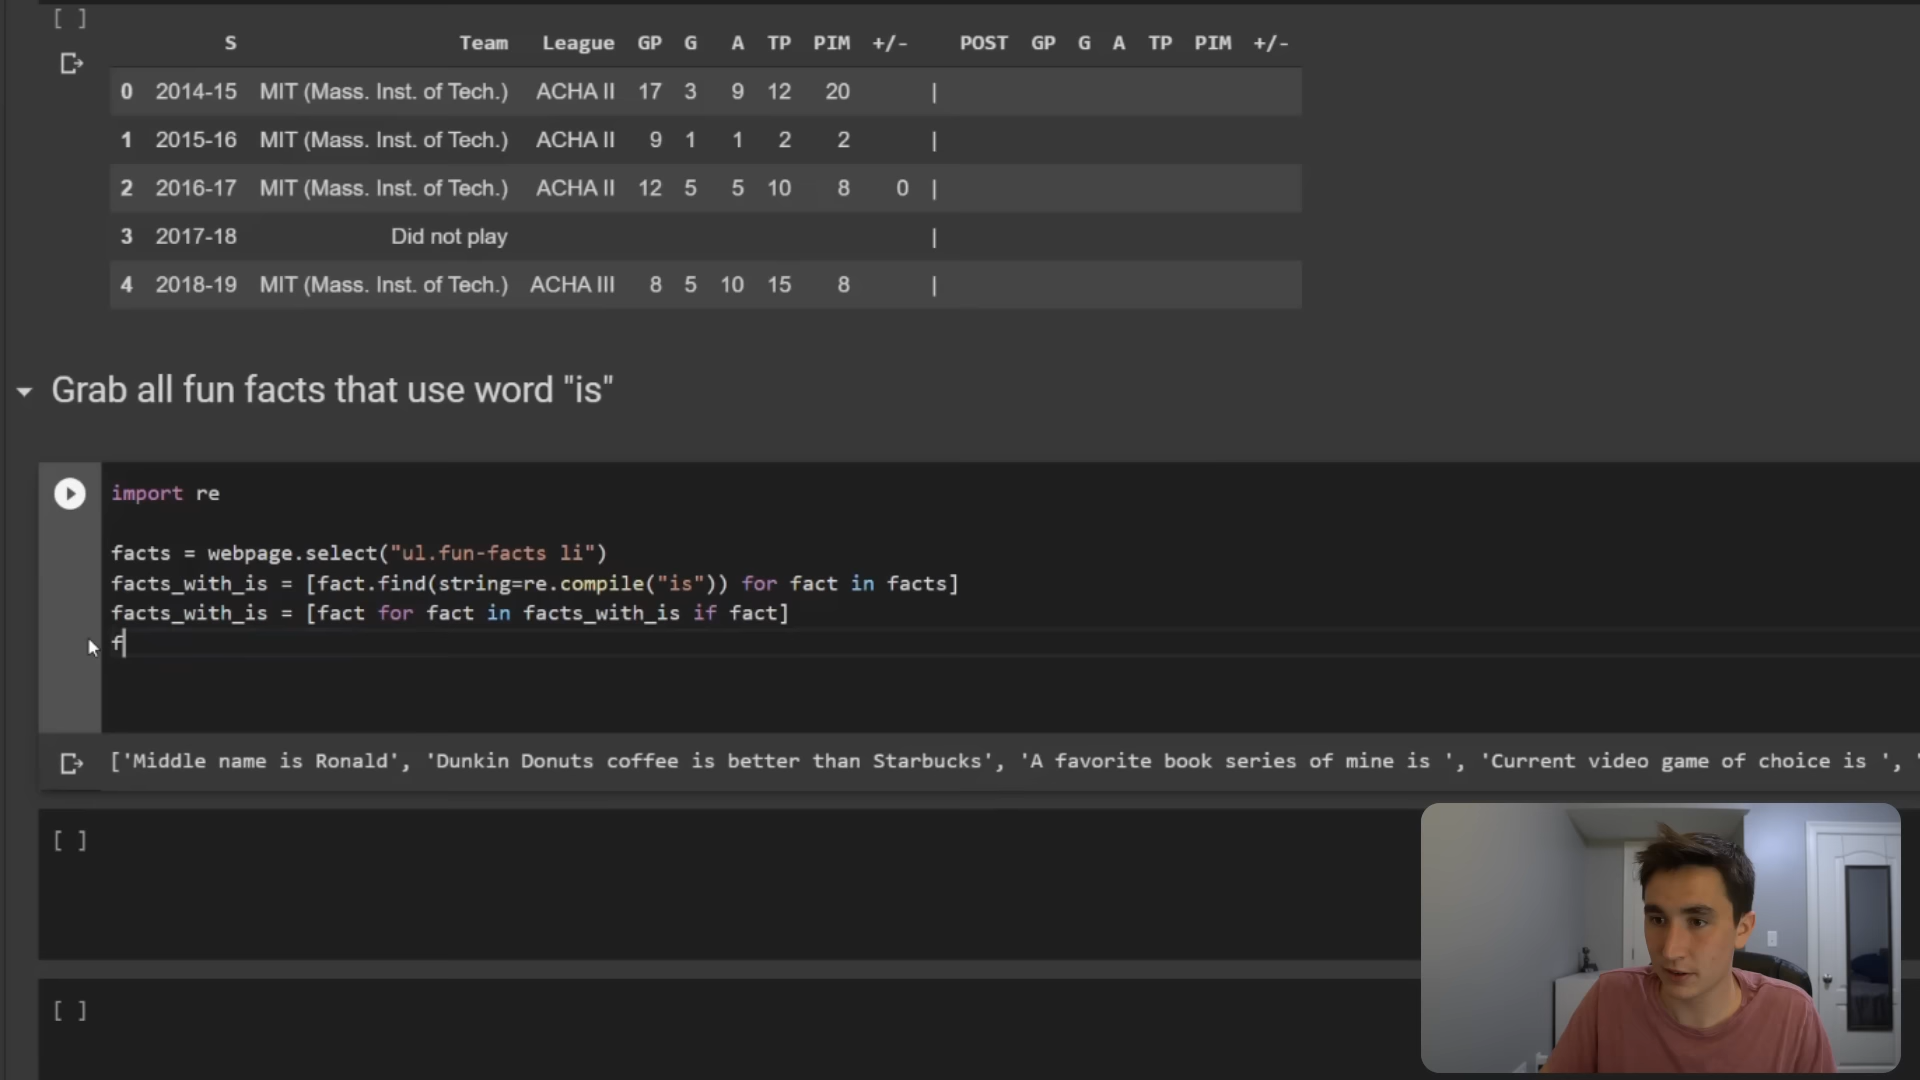 [ ]
S Team League GP G A TP PIM +/- POST GP G A TP PIM +/-
0 2014-15 MIT (Mass. Inst. of Tech.) ACHA II 17 3 9 12 20 |
1 2015-16 MIT (Mass. Inst. of Tech.) ACHA II 9 1 1 2 2 |
2 2016-17 MIT (Mass. Inst. of Tech.) ACHA II 12 5 5 10 8 0 |
3 2017-18 Did not play |
4 2018-19 MIT (Mass. Inst. of Tech.) ACHA III 8 5 10 15 8 |
Grab all fun facts that use word "is"
import re
facts = webpage.select("ul.fun-facts li")
facts_with_is = [fact.find(string=re.compile("is")) for fact in facts]
facts_with_is = [fact for fact in facts_with_is if fact]
f
['Middle name is Ronald', 'Dunkin Donuts coffee is better than Starbucks', 'A favorite book series of mine is ', 'Current video game of choice is ', '
[ ]
[ ]